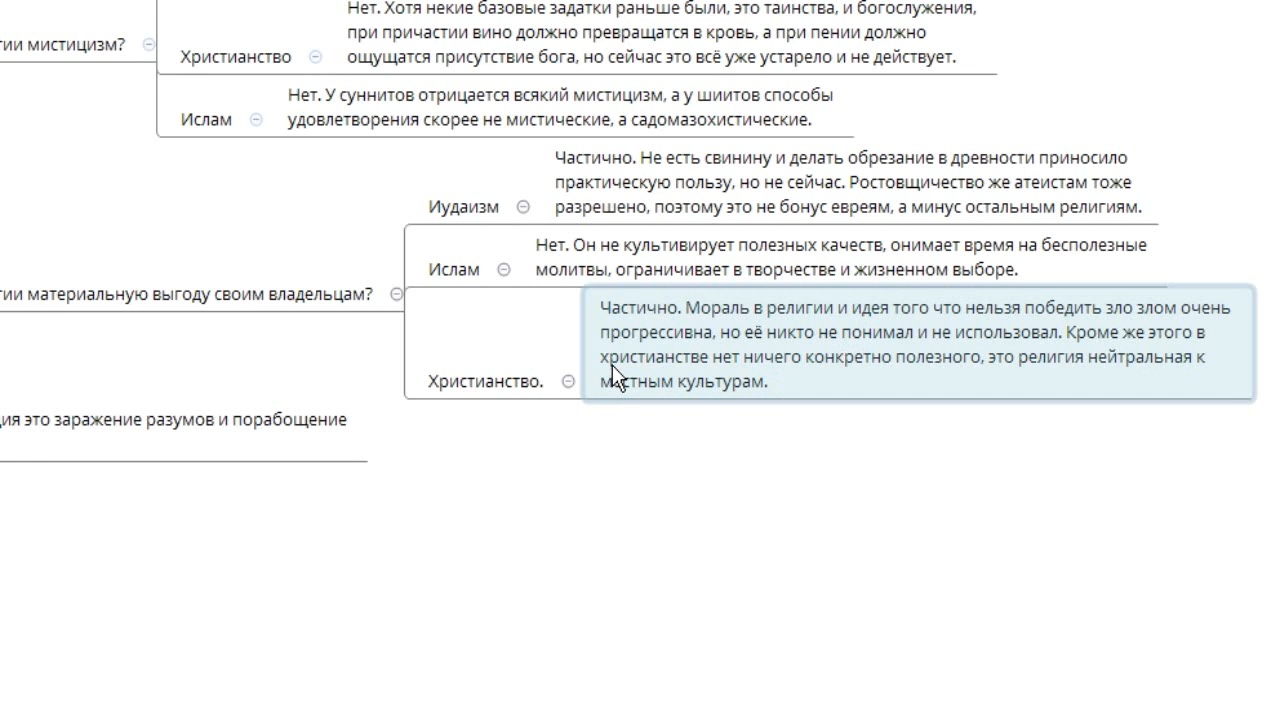 Нет. Хотя некие базовые задатки раньше были, это таинства, и богослужения,
при причастии вино должно превращатся в кровь, а при пении должно
ощущатся присутствие бога, но сейчас это всё уже устарело и не действует.
гии мистицизм?
Христианство
Нет. У суннитов отрицается всякий мистицизм, а у шиитов способы
удовлетворения скорее не мистические, а садомазохистические.
Ислам
Частично. Не есть свинину и делать обрезание в древности приносило
практическую пользу, но не сейчас. Ростовщичество же атеистам тоже
разрешено, поэтому это не бонус евреям, а минус остальным религиям.
Иудаизм
Нет. Он не культивирует полезных качеств, онимает время на бесполезные
молитвы, ограничивает в творчестве и жизненном выборе.
Ислам
гии материальную выгоду своим владельцам?
Частично. Мораль в религии и идея того что нельзя победить зло злом очень
прогрессивна, но её никто не понимал и не использовал. Кроме же этого в
христианстве нет ничего конкретно полезного, это религия нейтральная к
местным культурам.
Христианство.
ция это заражение разумов и порабощение